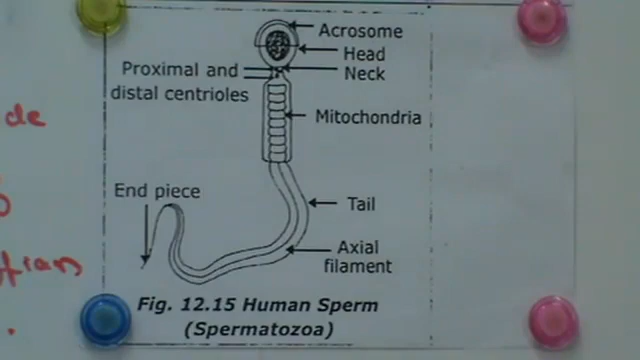 Acrosome
Head
Proximal and
distal centrioles
Neck
Mitochondria
End piece
Tail
Axial
filament
Fig. 12.15 Human Sperm
(Spermatozoa)
de